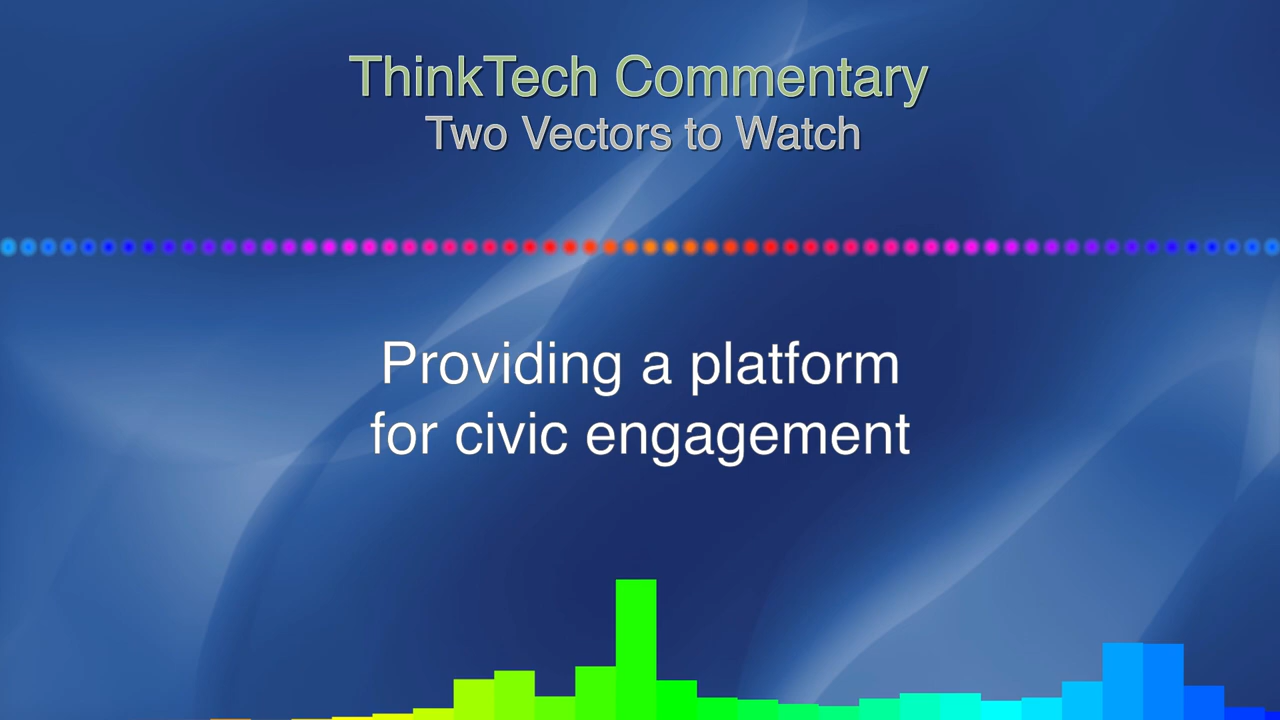 ThinkTech Commentary
Two Vectors to Watch
Providing a platform
for civic engagement